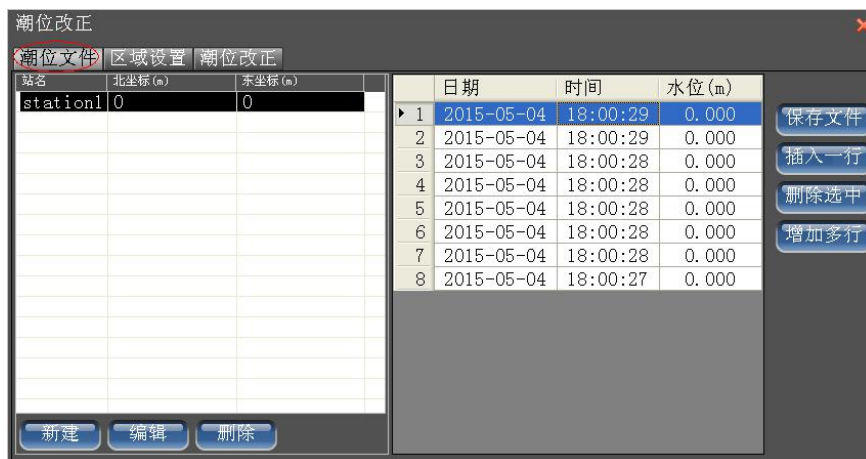 潮位改正
潮位文件 区域设置 潮位改正
站名 北坐标(m) 东坐标(m)
station1 0 0
日期 时间 水位(m)
1 2015-05-04 18:00:29 0.000
2 2015-05-04 18:00:29 0.000
3 2015-05-04 18:00:28 0.000
4 2015-05-04 18:00:28 0.000
5 2015-05-04 18:00:28 0.000
6 2015-05-04 18:00:28 0.000
7 2015-05-04 18:00:28 0.000
8 2015-05-04 18:00:27 0.000
保存文件
插入一行
删除选中
增加多行
新建 编辑 删除